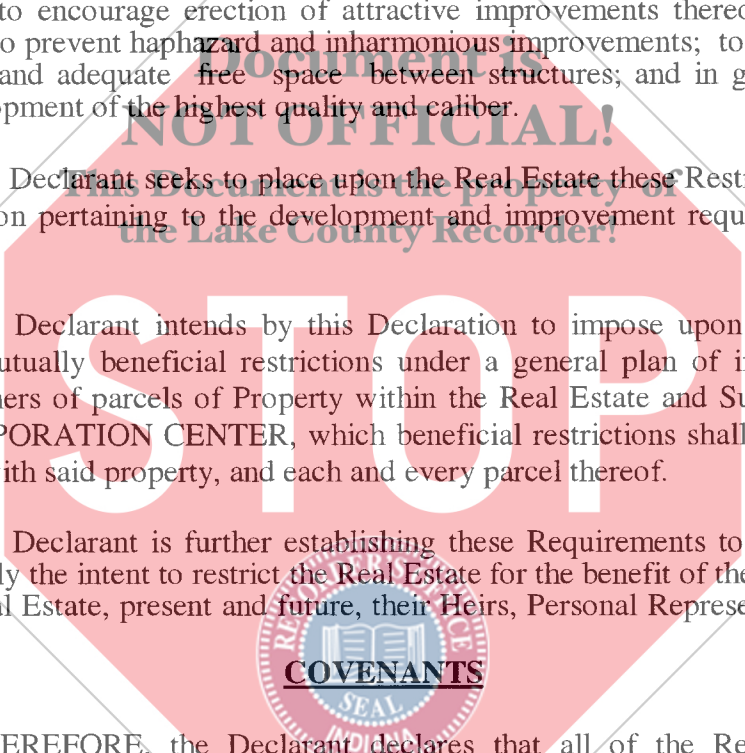 to encourage erection of attractive improvements
o prevent haphazard and inharmonious improvements; to
and adequate free space between structures; and in g
Document is
opment of the highest quality and caliber.
NOT OFFICIAL!
Declarant seeks to place upon the Real Estate these Restri
This Document is the property of
on pertaining to the development and improvement requ
the Lake County Recorder!
Declarant intends by this Declaration to impose upon
utually beneficial restrictions under a general plan of i
ners of parcels of Property within the Real Estate and Su
STOP
PORATION CENTER, which beneficial restrictions shall
ith said property, and each and every parcel thereof.
Declarant is further establishing these Requirements to
ly the intent to restrict the Real Estate for the benefit of the
l Estate, present and future, their Heirs, Personal Represe
RECORDER'S OFFICE
COVENANTS
SEAL
INDIANA
EREFORE, the Declarant declares that all of the Re